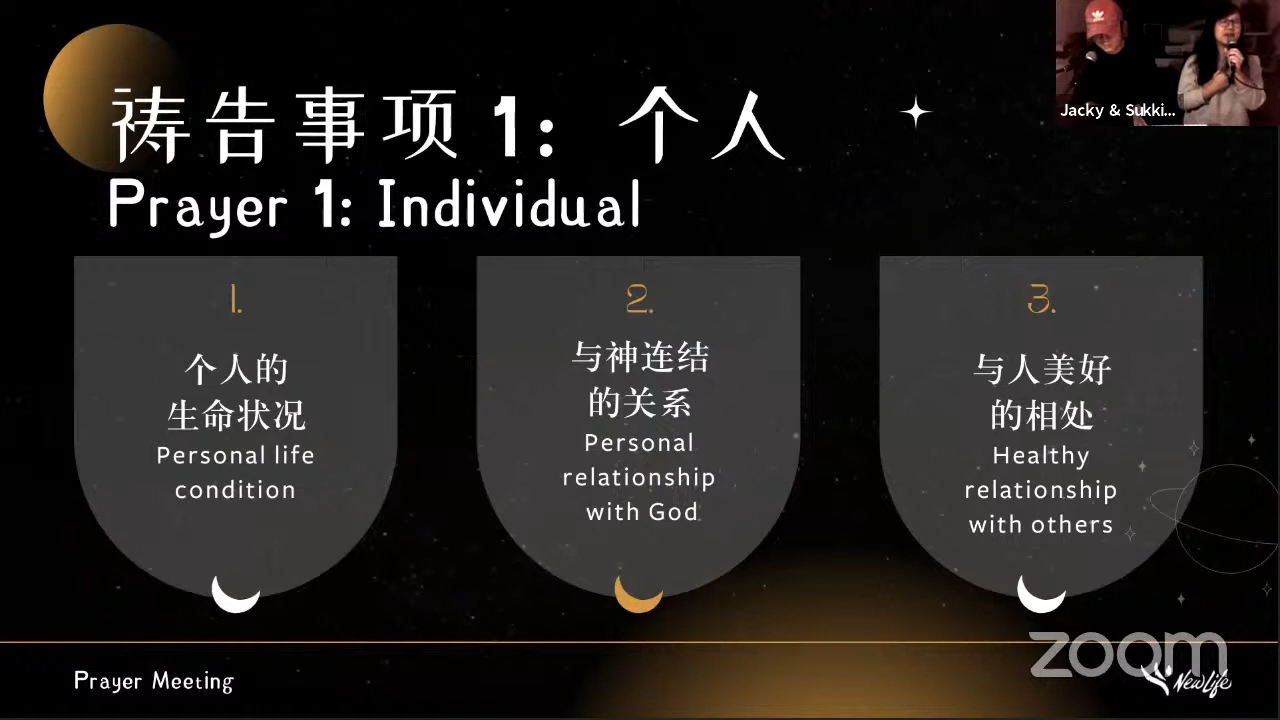 祷告事项 1: 个人
Prayer 1: Individual
Jacky & Sukki...
1.
个人的
生命状况
Personal life
condition
2.
与神连结
的关系
Personal
relationship
with God
3.
与人美好
的相处
Healthy
relationship
with others
Prayer Meeting
zoom
NewLife